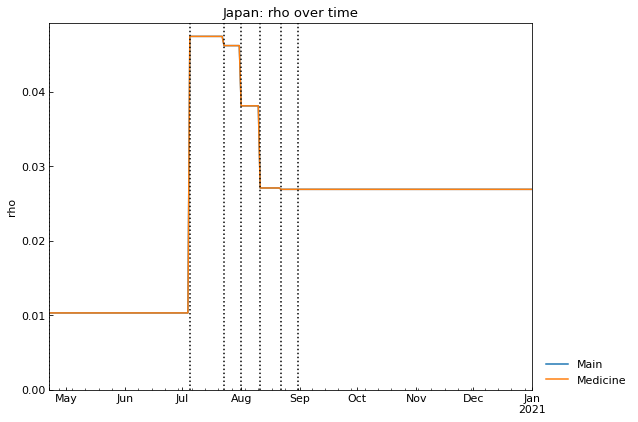 Japan: rho over time
rho
0.04
0.03
0.02
0.01
0.00
May Jun Jul Aug Sep Oct Nov Dec Jan
2021
Main
Medicine